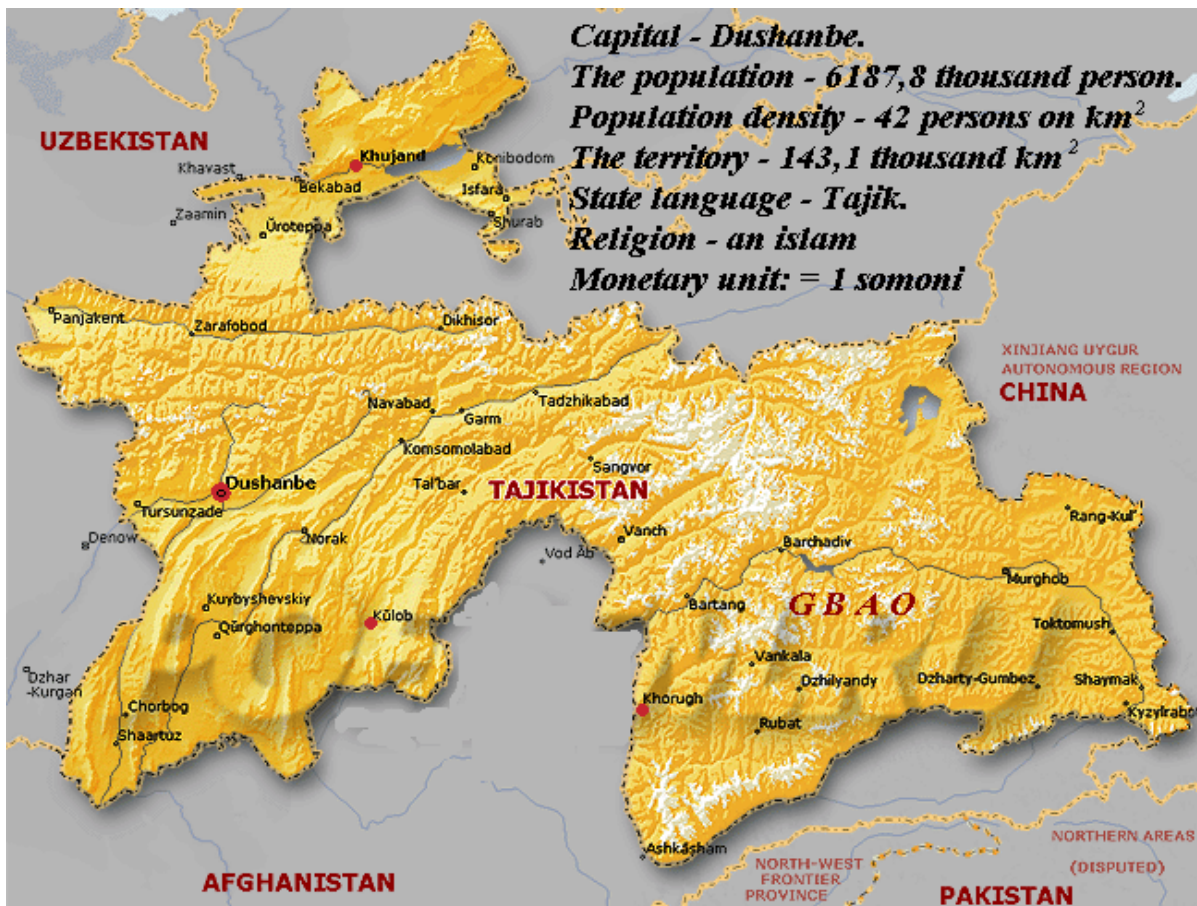 Capital - Dushanbe.
The population - 6187,8 thousand person.
Population density - 42 persons on km²
The territory - 143,1 thousand km²
State language - Tajik.
Religion - an islam
Monetary unit: = 1 somoni
UZBEKISTAN
Khavast
Khujand
Konibodom
Bekabad
Isfara
Zaamin
Shurab
Ŭroteppa
Panjakent
Zarafobod
Dikhisor
XINJIANG UYGUR
AUTONOMOUS REGION
CHINA
Navabad
Tadzhikabad
Garm
Komsomolabad
Sangvor
Dushanbe
Tal'bar
TAJIKISTAN
Tursunzade
Rang-Kul'
Denow
Norak
Vanch
Vod Ab
Barchadiv
Murghob
Kuybyshevskiy
Bartang
GBAO
Kŭlob
Qŭrghonteppa
Toktomush
Vankala
Dzhar
-Kurgan
Dzhilyandy
Dzharty-Gumbez
Shaymak
Khorugh
Chorbog
Rubat
Kyzylrabot
Shaartuz
Ashkasham
NORTHERN AREAS
(DISPUTED)
NORTH-WEST
FRONTIER
PROVINCE
AFGHANISTAN
PAKISTAN